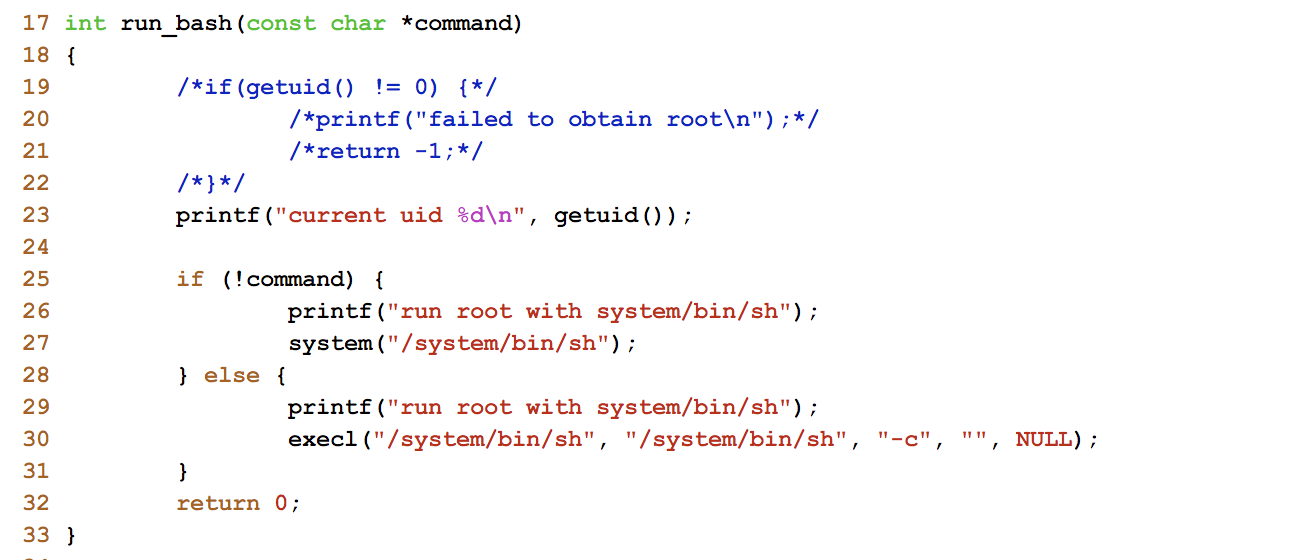 17 int run_bash(const char *command)
18 {
19         /*if(getuid() != 0) {*/
20                 /*printf("failed to obtain root\n");*/
21                 /*return -1;*/
22         /*}*/
23         printf("current uid %d\n", getuid());
24
25         if (!command) {
26                 printf("run root with system/bin/sh");
27                 system("/system/bin/sh");
28         } else {
29                 printf("run root with system/bin/sh");
30                 execl("/system/bin/sh", "/system/bin/sh", "-c", "", NULL);
31         }
32         return 0;
33 }